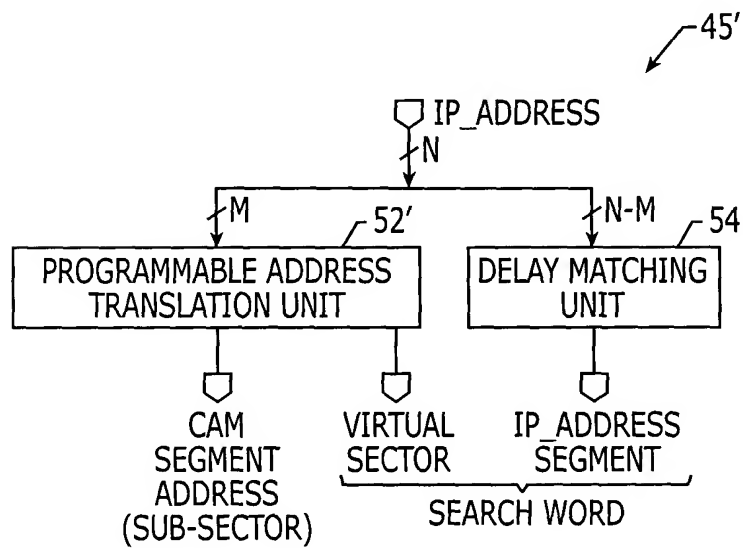 45'
IP_ADDRESS
N
M
52'
N-M
54
PROGRAMMABLE ADDRESS
TRANSLATION UNIT
DELAY MATCHING
UNIT
CAM
SEGMENT
ADDRESS
(SUB-SECTOR)
VIRTUAL
SECTOR
IP_ADDRESS
SEGMENT
SEARCH WORD